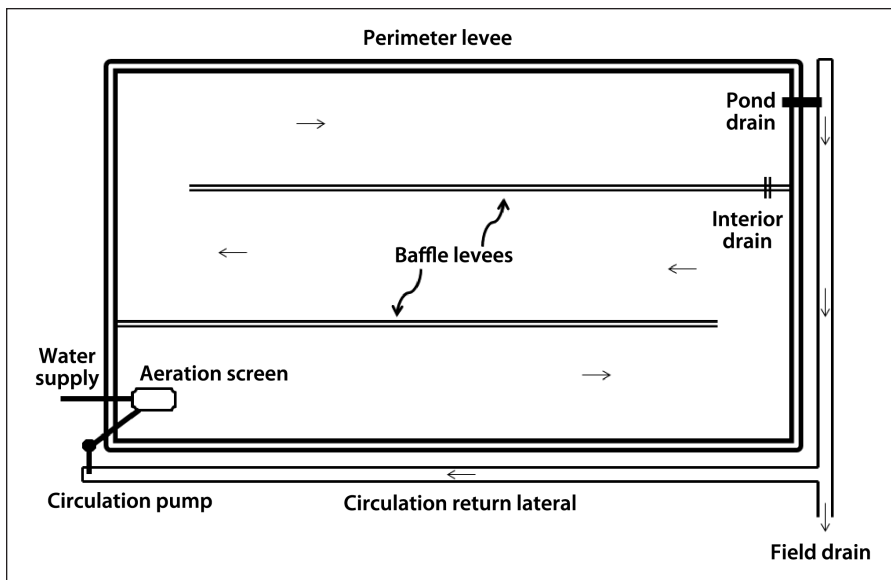 Perimeter levee
Pond
drain
Interior
drain
Baffle levees
Water
supply
Aeration screen
Circulation pump
Circulation return lateral
Field drain